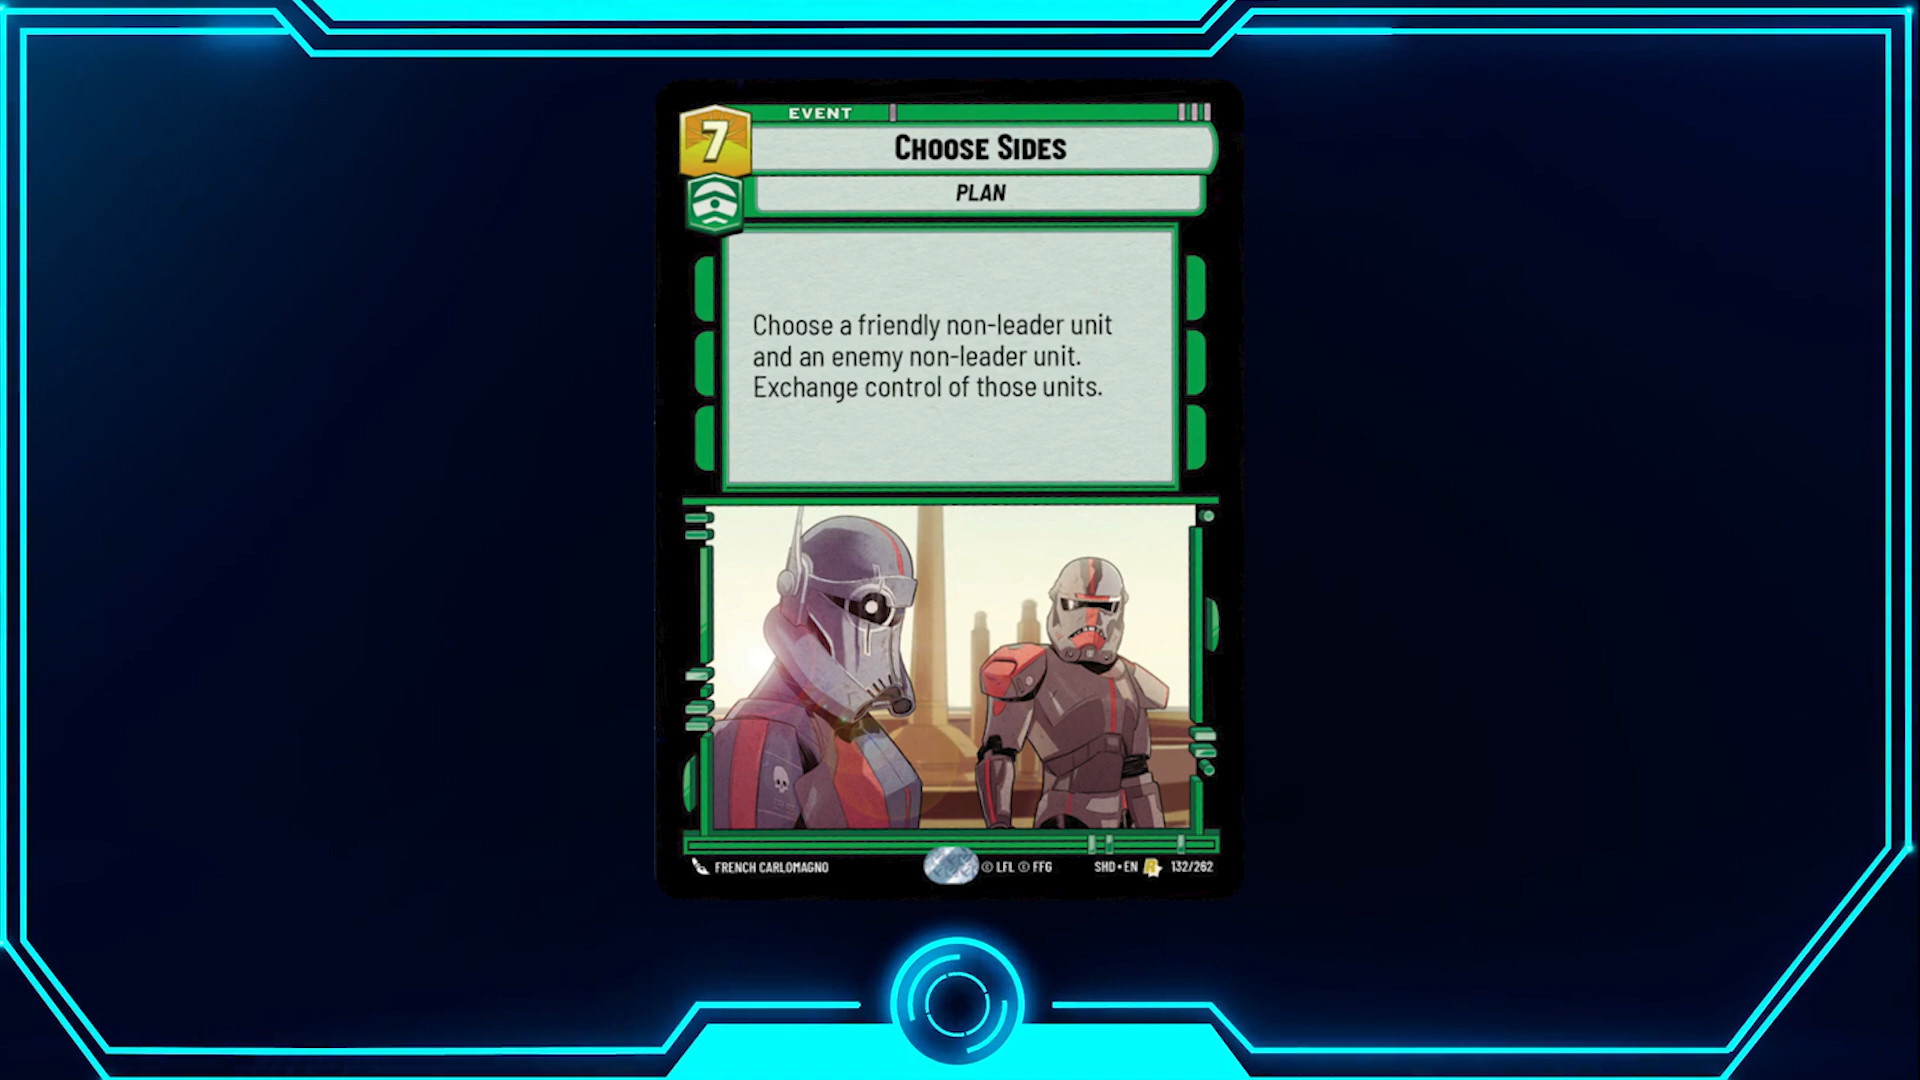 EVENT
7
CHOOSE SIDES
PLAN
Choose a friendly non-leader unit
and an enemy non-leader unit.
Exchange control of those units.
FRENCH CARLOMAGNO
© LFL © FFG
SHD • EN R 132/262